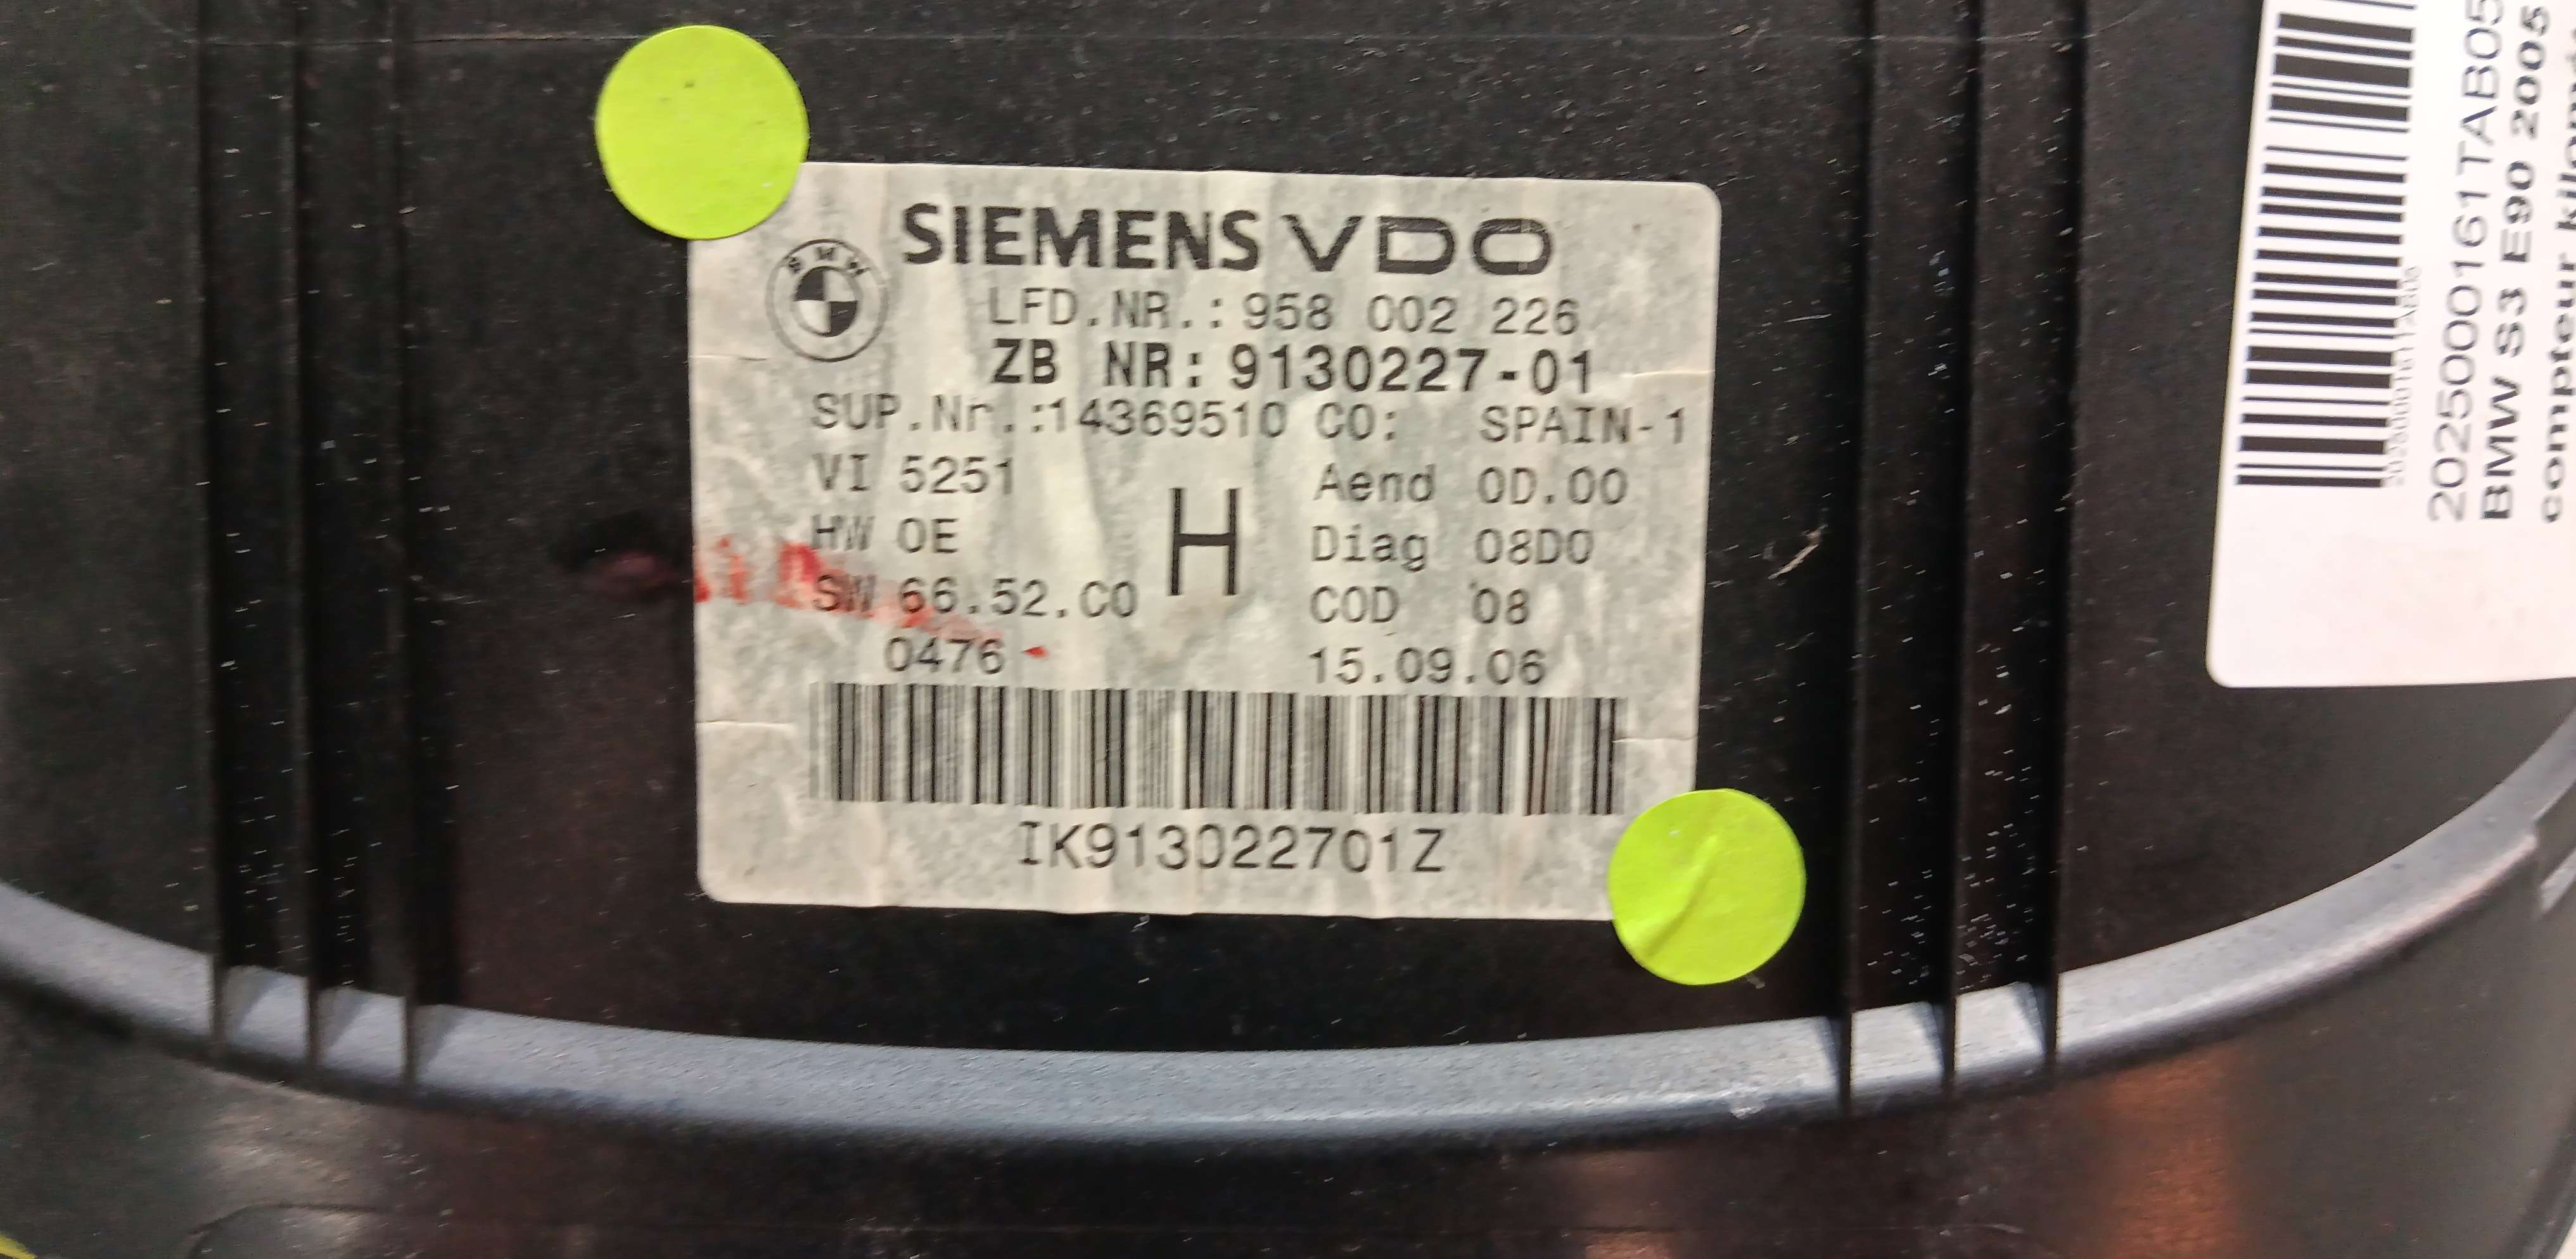 SIEMENS VDO
BMW
LFD.NR.:958 002 226
ZB NR:9130227-01
SUP.Nr.:14369510 CO: SPAIN-1
VI 5251
Aend 0D.00
HW 0E
H
Diag 08D0
SW 66.52.C0
COD 08
0476
15.09.06
IK913022701Z
2025000161TAB05
BMW S3 E90 2005
compteur